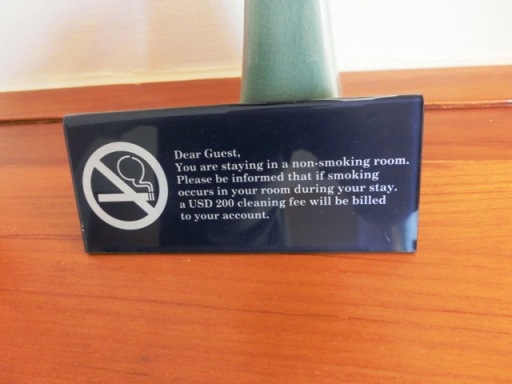 Dear Guest,
You are staying in a non-smoking room.
Please be informed that if smoking
occurs in your room during your stay.
a USD 200 cleaning fee will be billed
to your account.